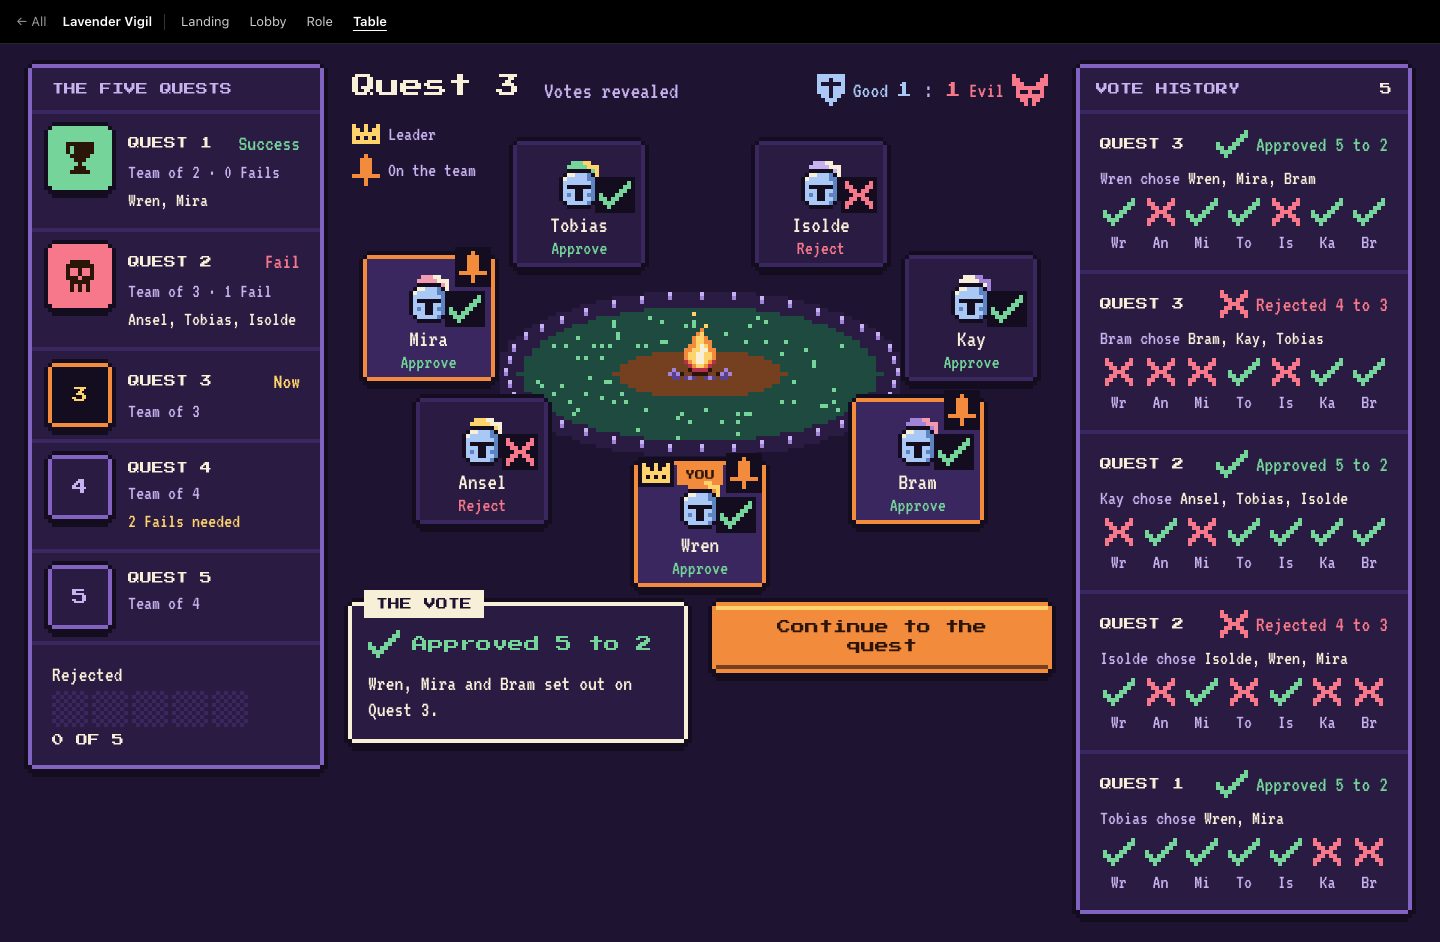 ← All Lavender Vigil Landing Lobby Role Table
THE FIVE QUESTS
QUEST 1 Success
Team of 2 · 0 Fails
Wren, Mira
QUEST 2 Fail
Team of 3 · 1 Fail
Ansel, Tobias, Isolde
3 QUEST 3 Now
Team of 3
4 QUEST 4
Team of 4
2 Fails needed
5 QUEST 5
Team of 4
Rejected
0 OF 5
Quest 3 Votes revealed Good 1 : 1 Evil
Leader
On the team
Tobias
Approve
Isolde
Reject
Mira
Approve
Kay
Approve
Ansel
Reject
Bram
Approve
YOU
Wren
Approve
THE VOTE
Approved 5 to 2
Wren, Mira and Bram set out on
Quest 3.
Continue to the
quest
VOTE HISTORY 5
QUEST 3 Approved 5 to 2
Wren chose Wren, Mira, Bram
Wr An Mi To Is Ka Br
QUEST 3 Rejected 4 to 3
Bram chose Bram, Kay, Tobias
Wr An Mi To Is Ka Br
QUEST 2 Approved 5 to 2
Kay chose Ansel, Tobias, Isolde
Wr An Mi To Is Ka Br
QUEST 2 Rejected 4 to 3
Isolde chose Isolde, Wren, Mira
Wr An Mi To Is Ka Br
QUEST 1 Approved 5 to 2
Tobias chose Wren, Mira
Wr An Mi To Is Ka Br